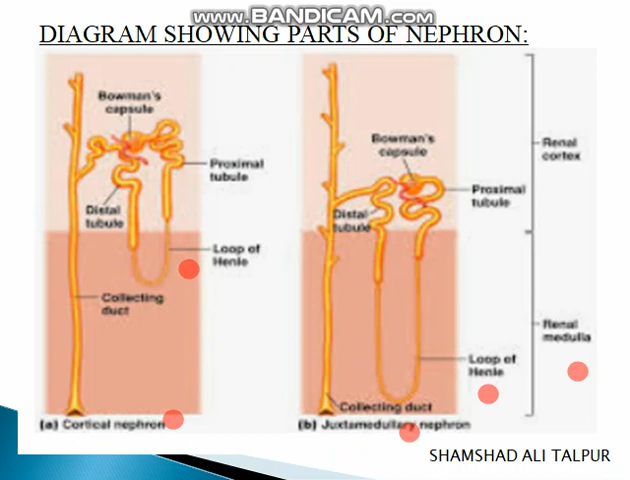 WWW.BANDICAM.COM
DIAGRAM SHOWING PARTS OF NEPHRON:
Bowman's
capsule
Proximal
tubule
Distal
tubule
Loop of
Henle
Collecting
duct
(a) Cortical nephron
Bowman's
capsule
Proximal
tubule
Distal
tubule
Loop of
Henle
Collecting duct
(b) Juxtamedullary nephron
Renal
cortex
Renal
medulla
SHAMSHAD ALI TALPUR